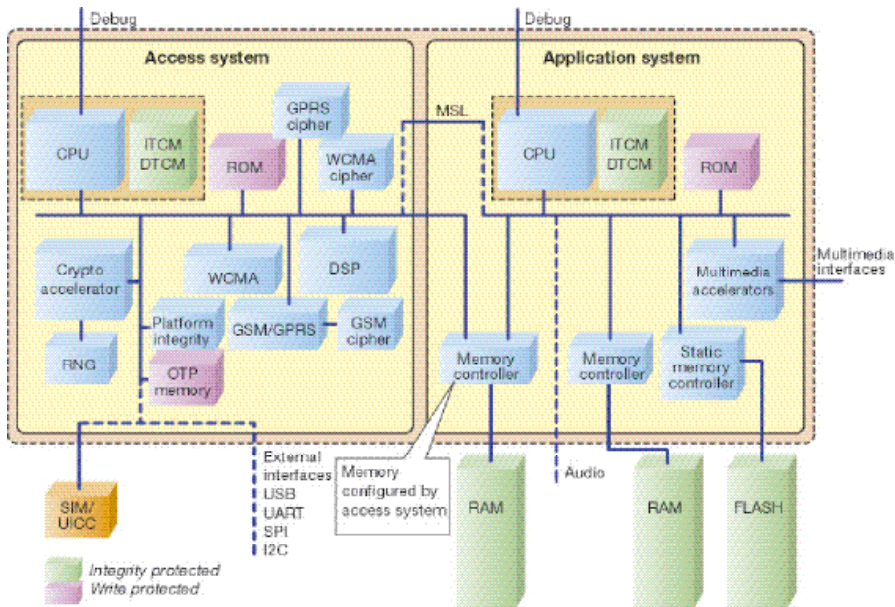 Debug
Debug
Access system
Application system
GPRS
cipher
MSL
CPU
ITCM
DTCM
ROM
WCMA
cipher
CPU
ITCM
DTCM
ROM
Crypto
accelerator
WCMA
DSP
Multimedia
accelerators
Multimedia
interfaces
Platform
integrity
GSM/GPRS
GSM
cipher
RNG
OTP
memory
Memory
controller
Memory
controller
Static
memory
controller
External
interfaces
USB
UART
SPI
I2C
Memory
configured by
access system
Audio
SIM/
UICC
RAM
RAM
FLASH
Integrity protected
Write protected